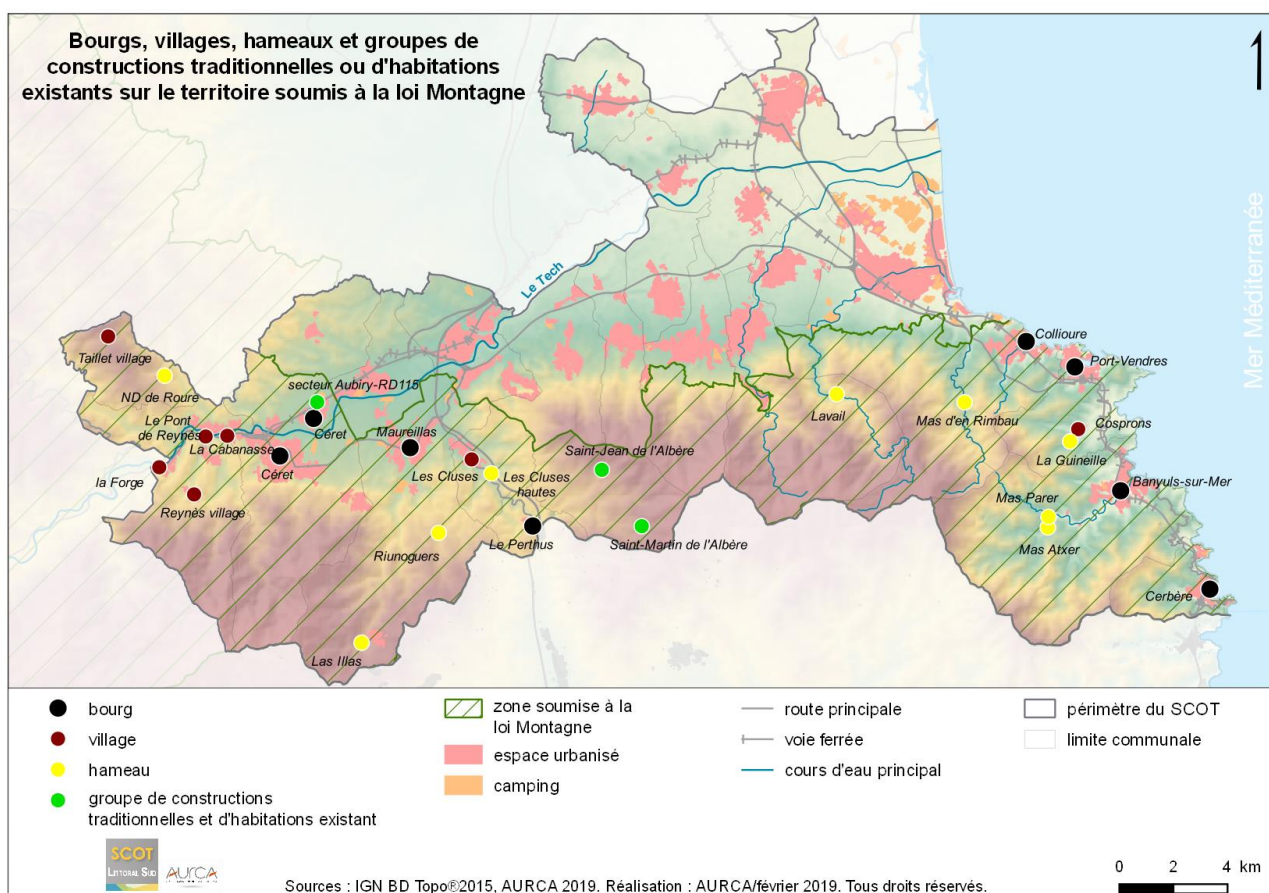 Bourgs, villages, hameaux et groupes de
constructions traditionnelles ou d'habitations
existants sur le territoire soumis à la loi Montagne
Mer Méditerranée
Le Tech
Collioure
Port-Vendres
Taillet village
ND de Roure
secteur Aubiry-RD115
Le Pont
de Reynès
La Cabanasse
Céret
Maureillas
Céret
la Forge
Reynès village
Les Cluses
Les Cluses
hautes
Saint-Jean de l'Albère
Lavail
Mas d'en Rimbau
Cosprons
La Guineille
Banyuls-sur-Mer
Mas Parer
Mas Atxer
Riunoguers
Le Perthus
Saint-Martin de l'Albère
Cerbère
Las Illas
bourg
village
hameau
groupe de constructions
traditionnelles et d'habitations existant
zone soumise à la
loi Montagne
espace urbanisé
camping
route principale
voie ferrée
cours d'eau principal
périmètre du SCOT
limite communale
SCOT
LITTORAL SUD
AURCA
Sources : IGN BD Topo®2015, AURCA 2019. Réalisation : AURCA/février 2019. Tous droits réservés.
0 2 4 km